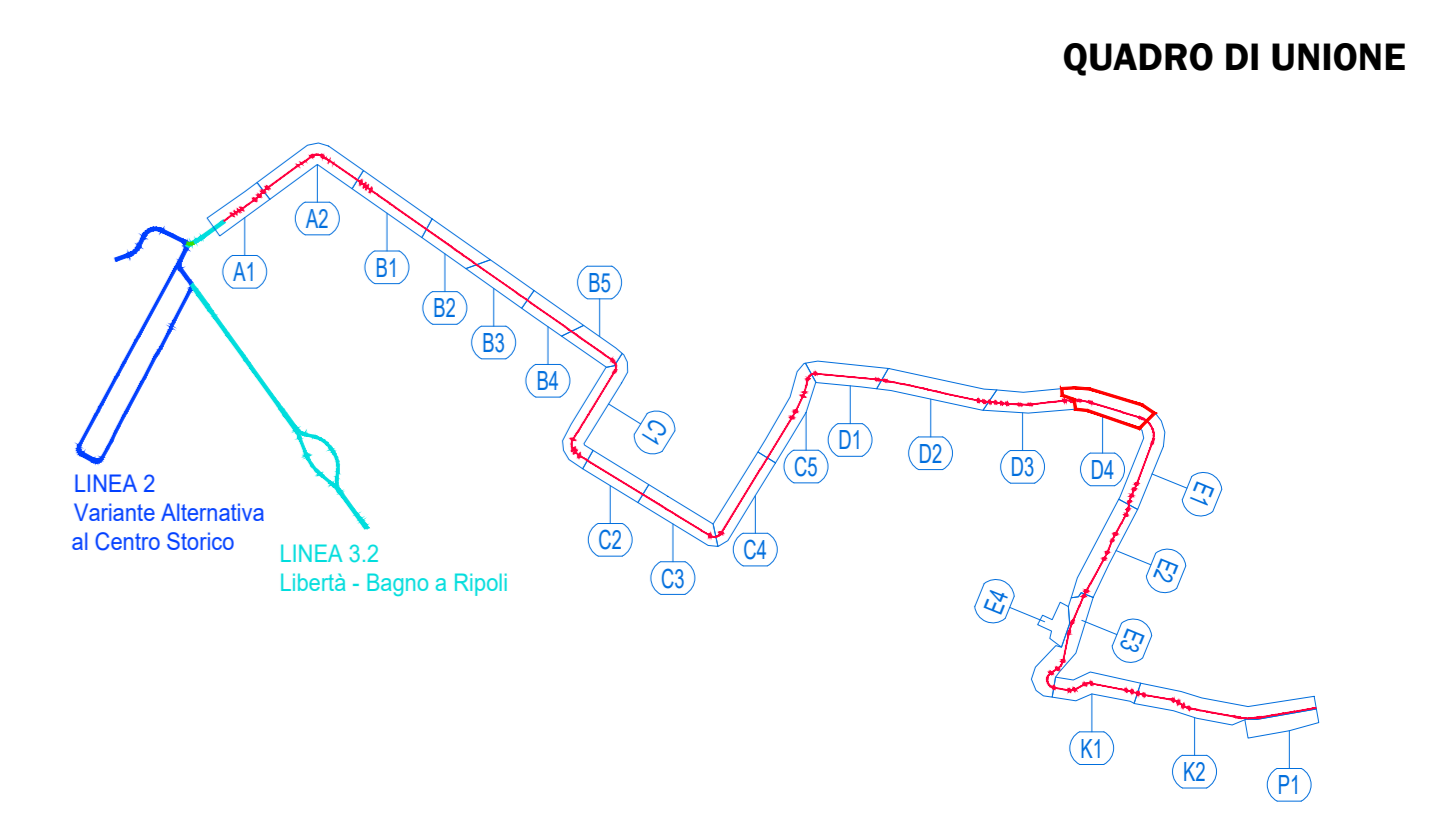 QUADRO DI UNIONE
A1
A2
B1
B2
B3
B4
B5
C1
C2
C3
C4
C5
D1
D2
D3
D4
E1
E2
E3
E4
K1
K2
P1
LINEA 2
Variante Alternativa
al Centro Storico
LINEA 3.2
Libertà - Bagno a Ripoli